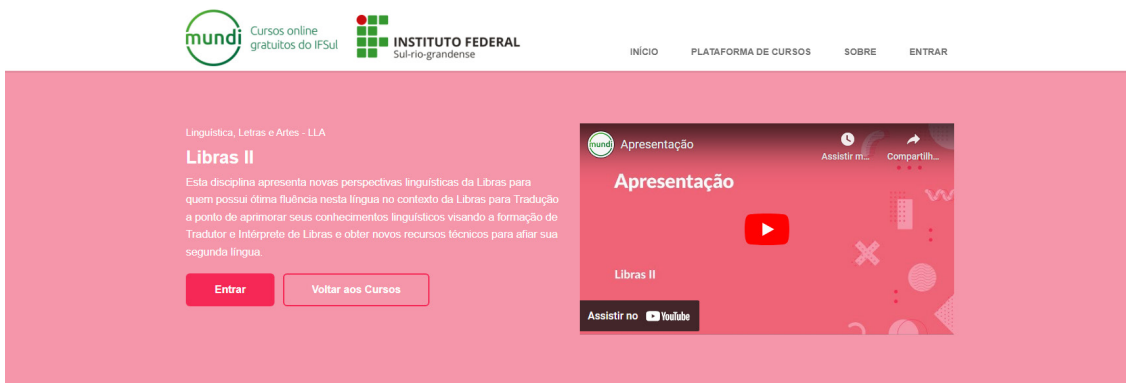 mundi
Cursos online
gratuitos do IFSul
INSTITUTO FEDERAL
Sul-rio-grandense
INÍCIO PLATAFORMA DE CURSOS SOBRE ENTRAR
Linguística, Letras e Artes - LLA
Libras II
Esta disciplina apresenta novas perspectivas linguísticas da Libras para
quem possui ótima fluência nesta língua no contexto da Libras para Tradução
a ponto de aprimorar seus conhecimentos linguísticos visando a formação de
Tradutor e Intérprete de Libras e obter novos recursos técnicos para afiar sua
segunda língua.
Entrar Voltar aos Cursos
mundi Apresentação
Assistir m... Compartilh...
Apresentação
Libras II
Assistir no YouTube